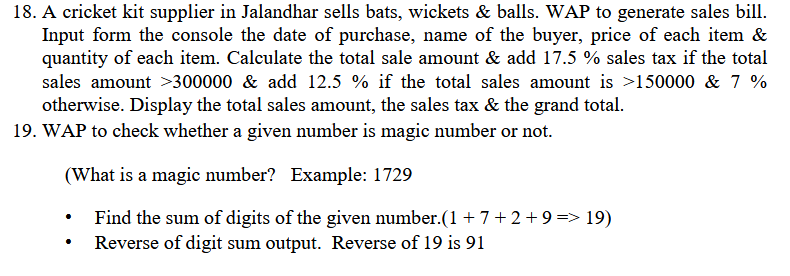 18. A cricket kit supplier in Jalandhar sells bats, wickets & balls. WAP to generate sales bill.
Input form the console the date of purchase, name of the buyer, price of each item &
quantity of each item. Calculate the total sale amount & add 17.5 % sales tax if the total
sales amount >300000 & add 12.5 % if the total sales amount is >150000 & 7 %
otherwise. Display the total sales amount, the sales tax & the grand total.
19. WAP to check whether a given number is magic number or not.
(What is a magic number? Example: 1729
• Find the sum of digits of the given number.(1 + 7 + 2 + 9 => 19)
• Reverse of digit sum output. Reverse of 19 is 91